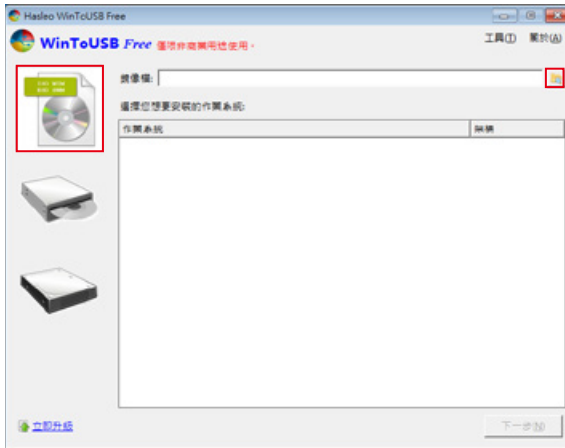 Hasleo WinToUSB Free
WinToUSB Free 僅限非商業用途使用。
工具(T) 關於(A)
映像檔:
選擇您想要安裝的作業系統:
作業系統 架構
立即升級
下一步(N)